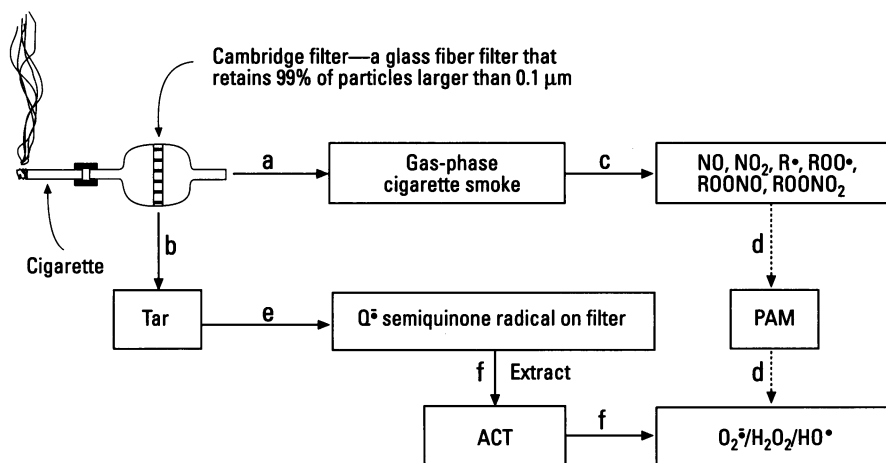 Cambridge filter—a glass fiber filter that
retains 99% of particles larger than 0.1 μm
a
Gas-phase
cigarette smoke
c
NO, NO₂, R•, ROO•,
ROONO, ROONO₂
Cigarette
b
d
Tar
e
Q•̄ semiquinone radical on filter
PAM
f Extract
d
ACT
f
O₂•̄/H₂O₂/HO•